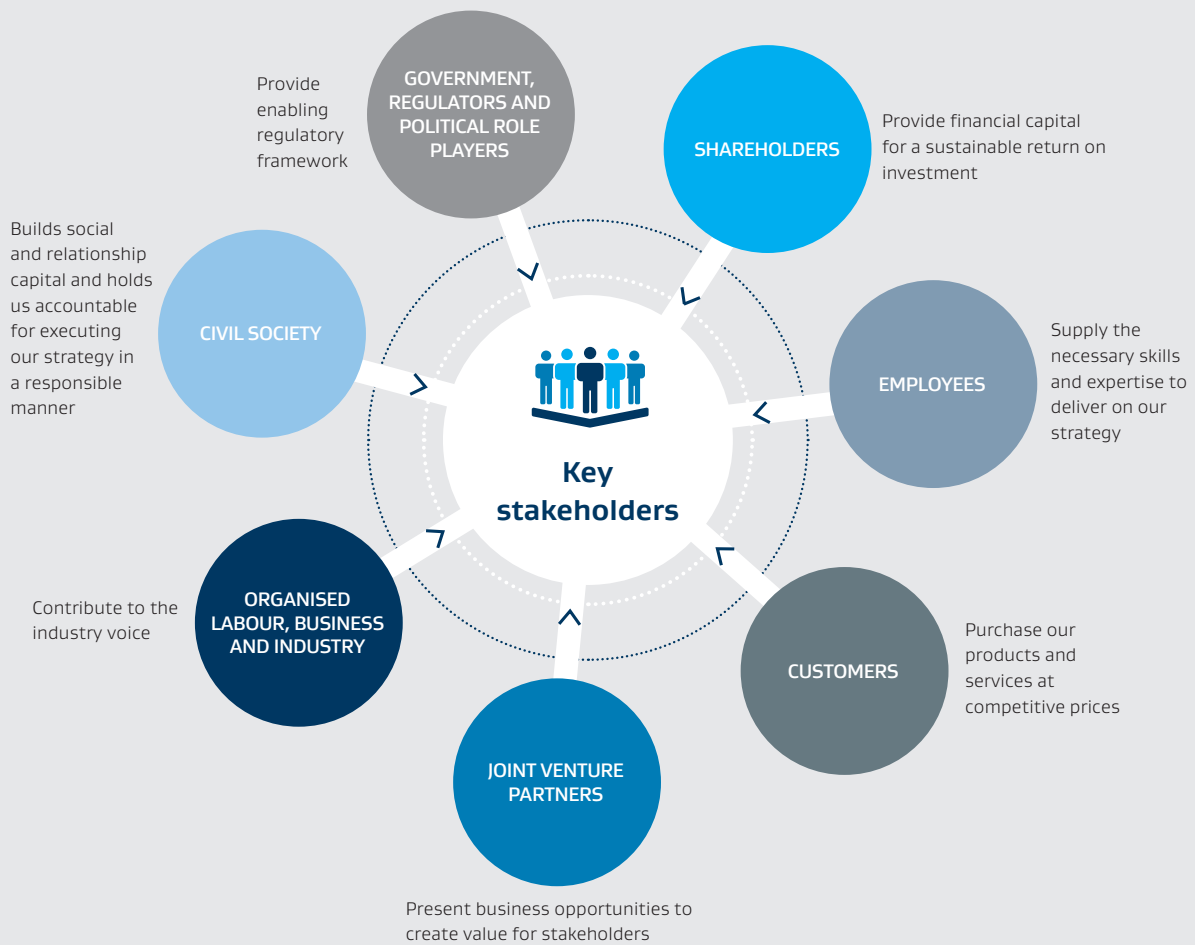 Provide
enabling
regulatory
framework
GOVERNMENT,
REGULATORS AND
POLITICAL ROLE
PLAYERS
SHAREHOLDERS
Provide financial capital
for a sustainable return on
investment
Builds social
and relationship
capital and holds
us accountable
for executing
our strategy in
a responsible
manner
CIVIL SOCIETY
EMPLOYEES
Supply the
necessary skills
and expertise to
deliver on our
strategy
Key
stakeholders
Contribute to the
industry voice
ORGANISED
LABOUR, BUSINESS
AND INDUSTRY
CUSTOMERS
Purchase our
products and
services at
competitive prices
JOINT VENTURE
PARTNERS
Present business opportunities to
create value for stakeholders